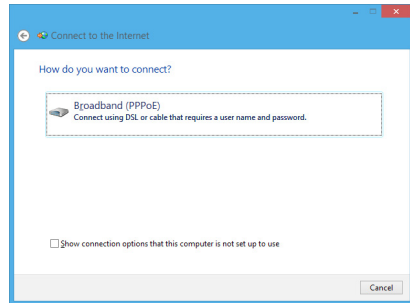 Connect to the Internet
How do you want to connect?
Broadband (PPPoE)
Connect using DSL or cable that requires a user name and password.
Show connection options that this computer is not set up to use
Cancel